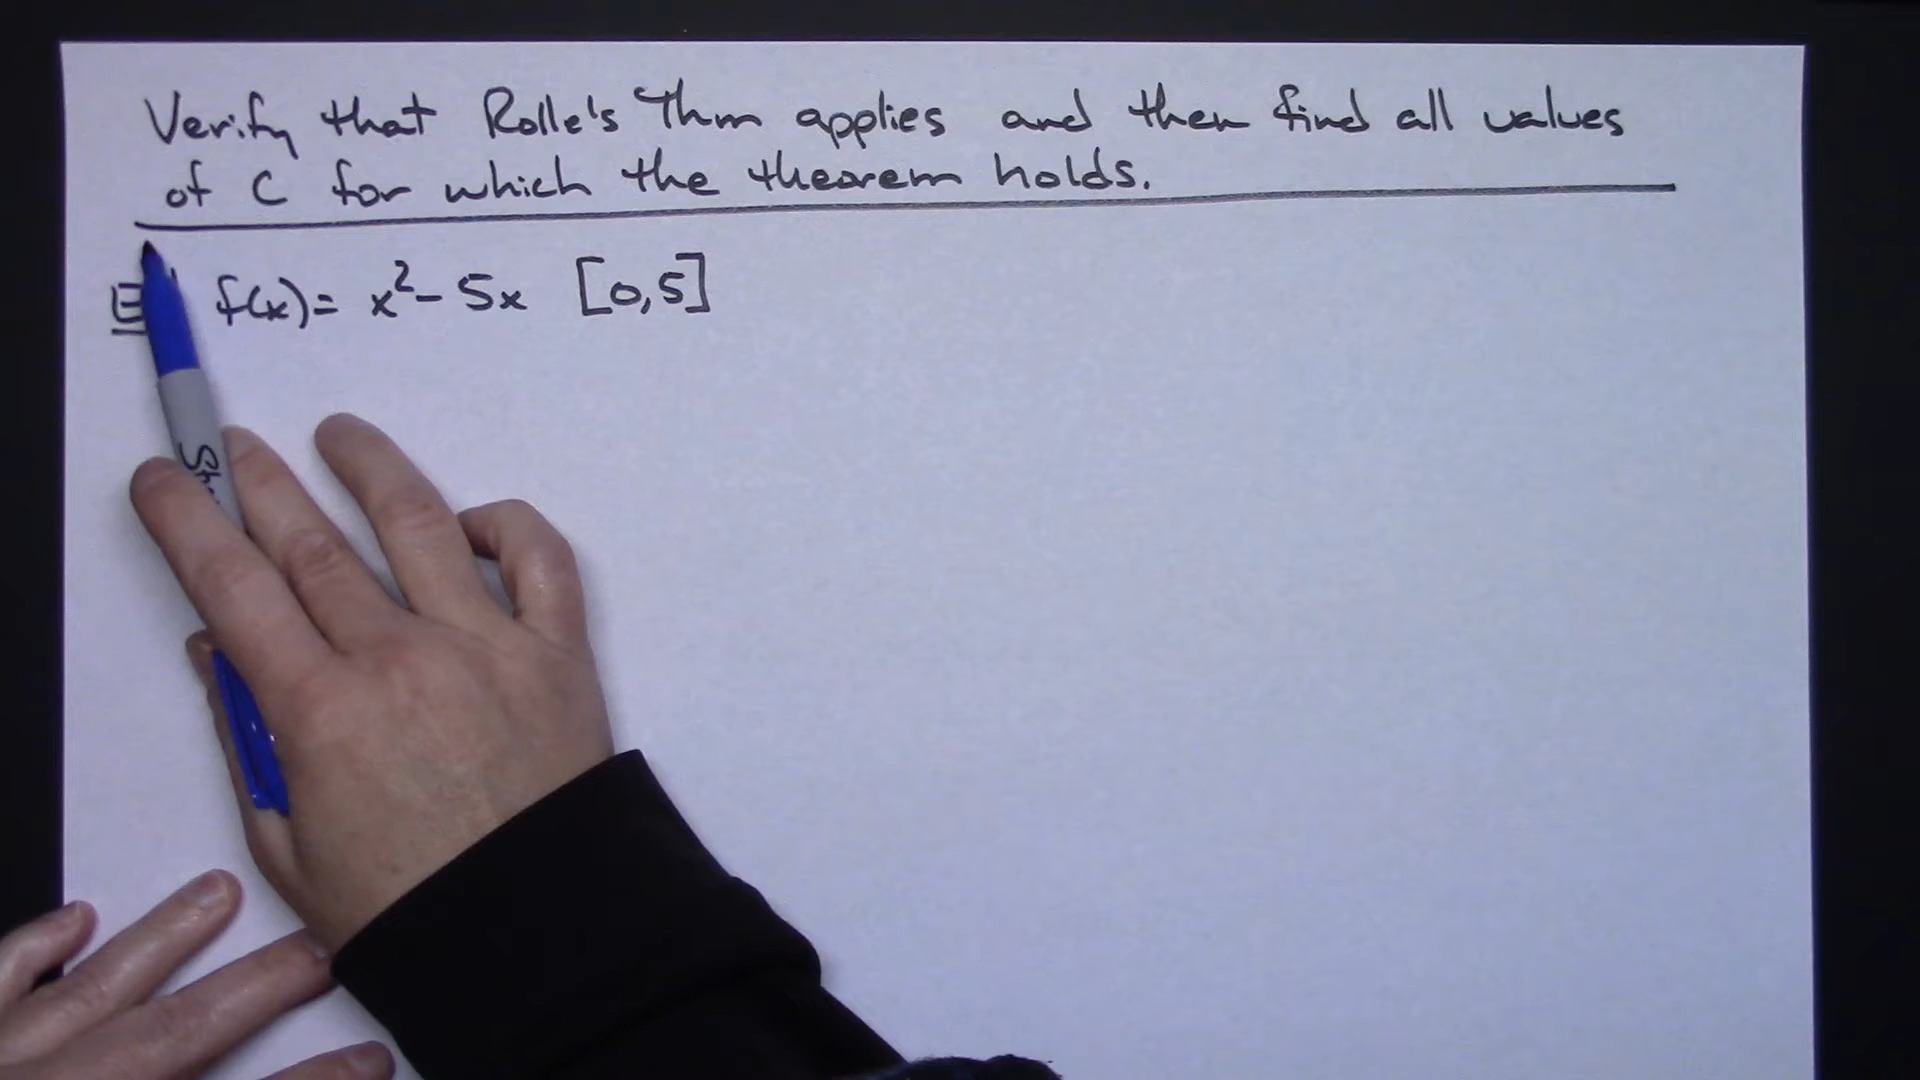 Verify that Rolle's Thm applies and then find all values
of C for which the theorem holds.
f(x) = x² - 5x [0,5]